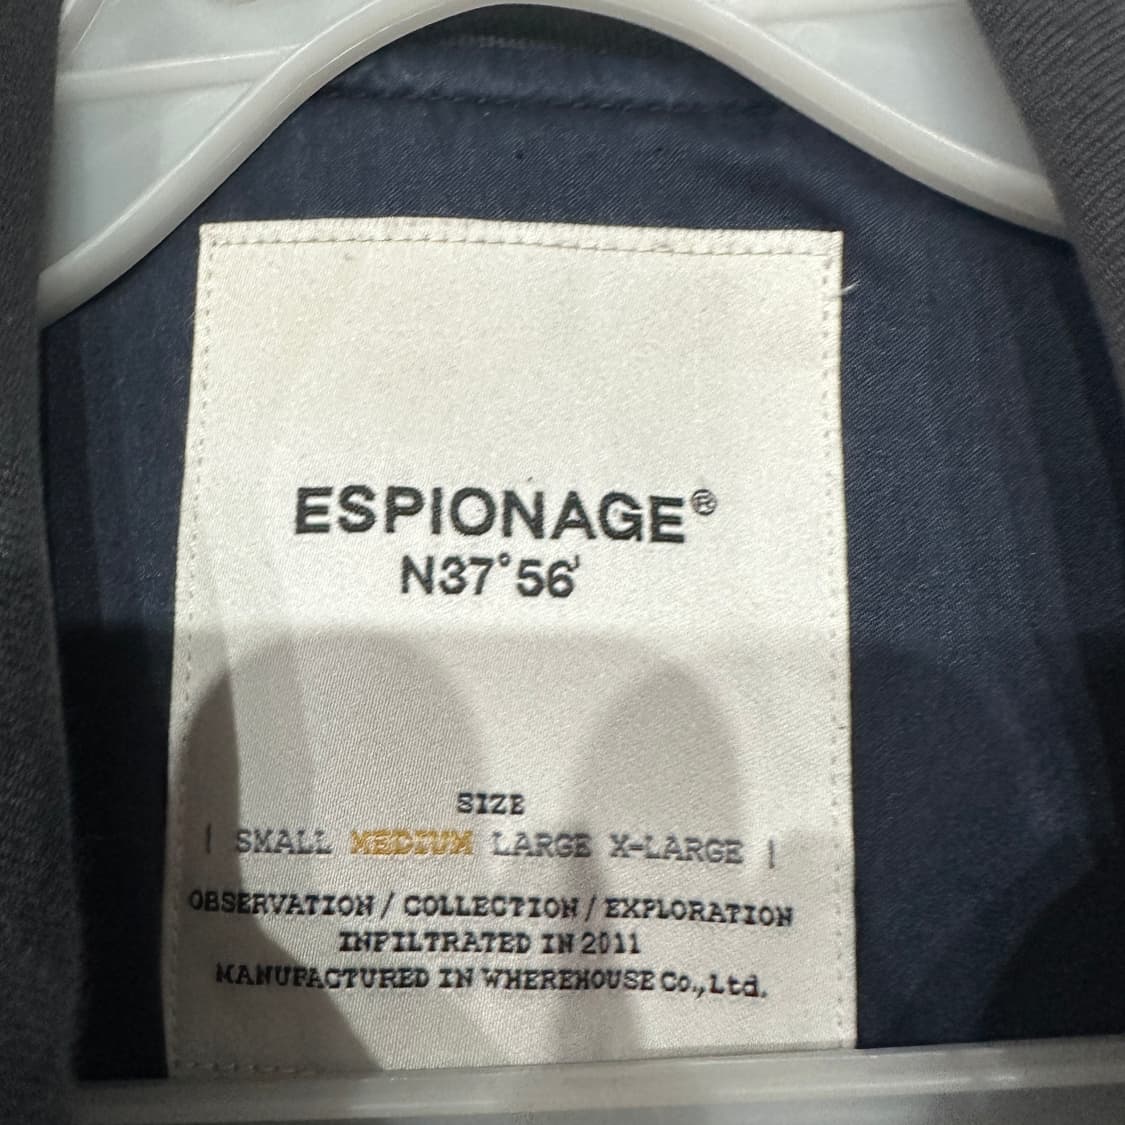 ESPIONAGE®
N37°56'
SIZE
| SMALL MEDIUM LARGE X-LARGE |
OBSERVATION / COLLECTION / EXPLORATION
INFILTRATED IN 2011
MANUFACTURED IN WHEREHOUSE Co., Ltd.